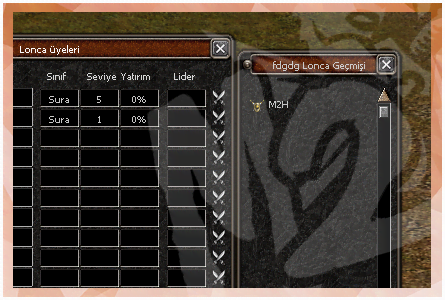 Lonca üyeleri
Sınıf Seviye Yatırım Lider
Sura 5 0%
Sura 1 0%
fdgdg Lonca Geçmişi
M2H